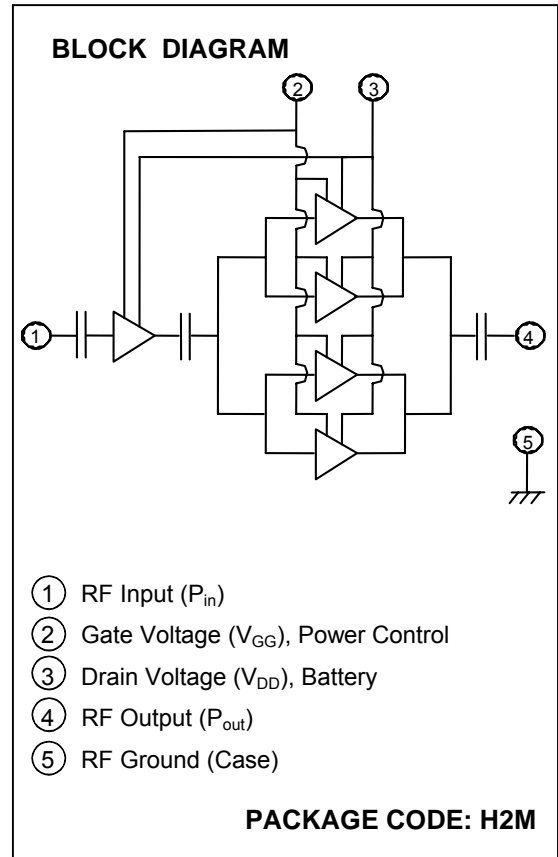 BLOCK DIAGRAM
2 3
1
4
5
1 RF Input (Pin)
2 Gate Voltage (VGG), Power Control
3 Drain Voltage (VDD), Battery
4 RF Output (Pout)
5 RF Ground (Case)
PACKAGE CODE: H2M